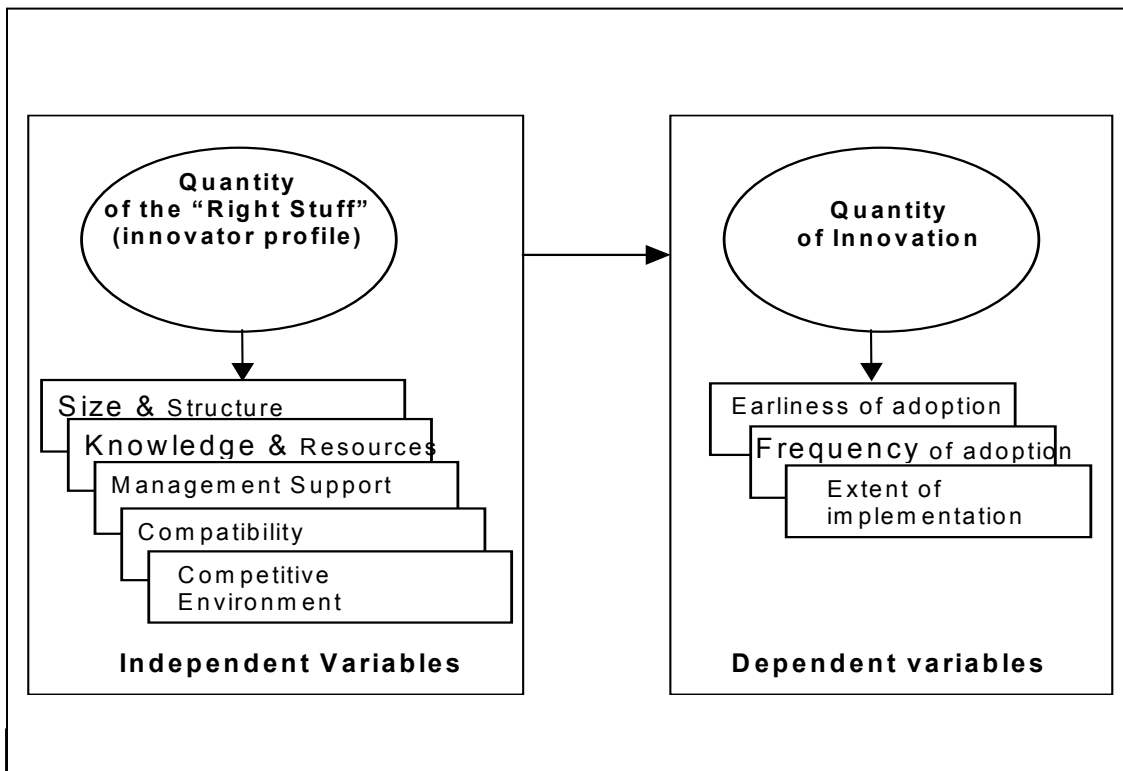 Quantity
of the “Right Stuff”
(innovator profile)
Size & Structure
Knowledge & Resources
Management Support
Compatibility
Competitive
Environment
Independent Variables
Quantity
of Innovation
Earliness of adoption
Frequency of adoption
Extent of
implementation
Dependent variables